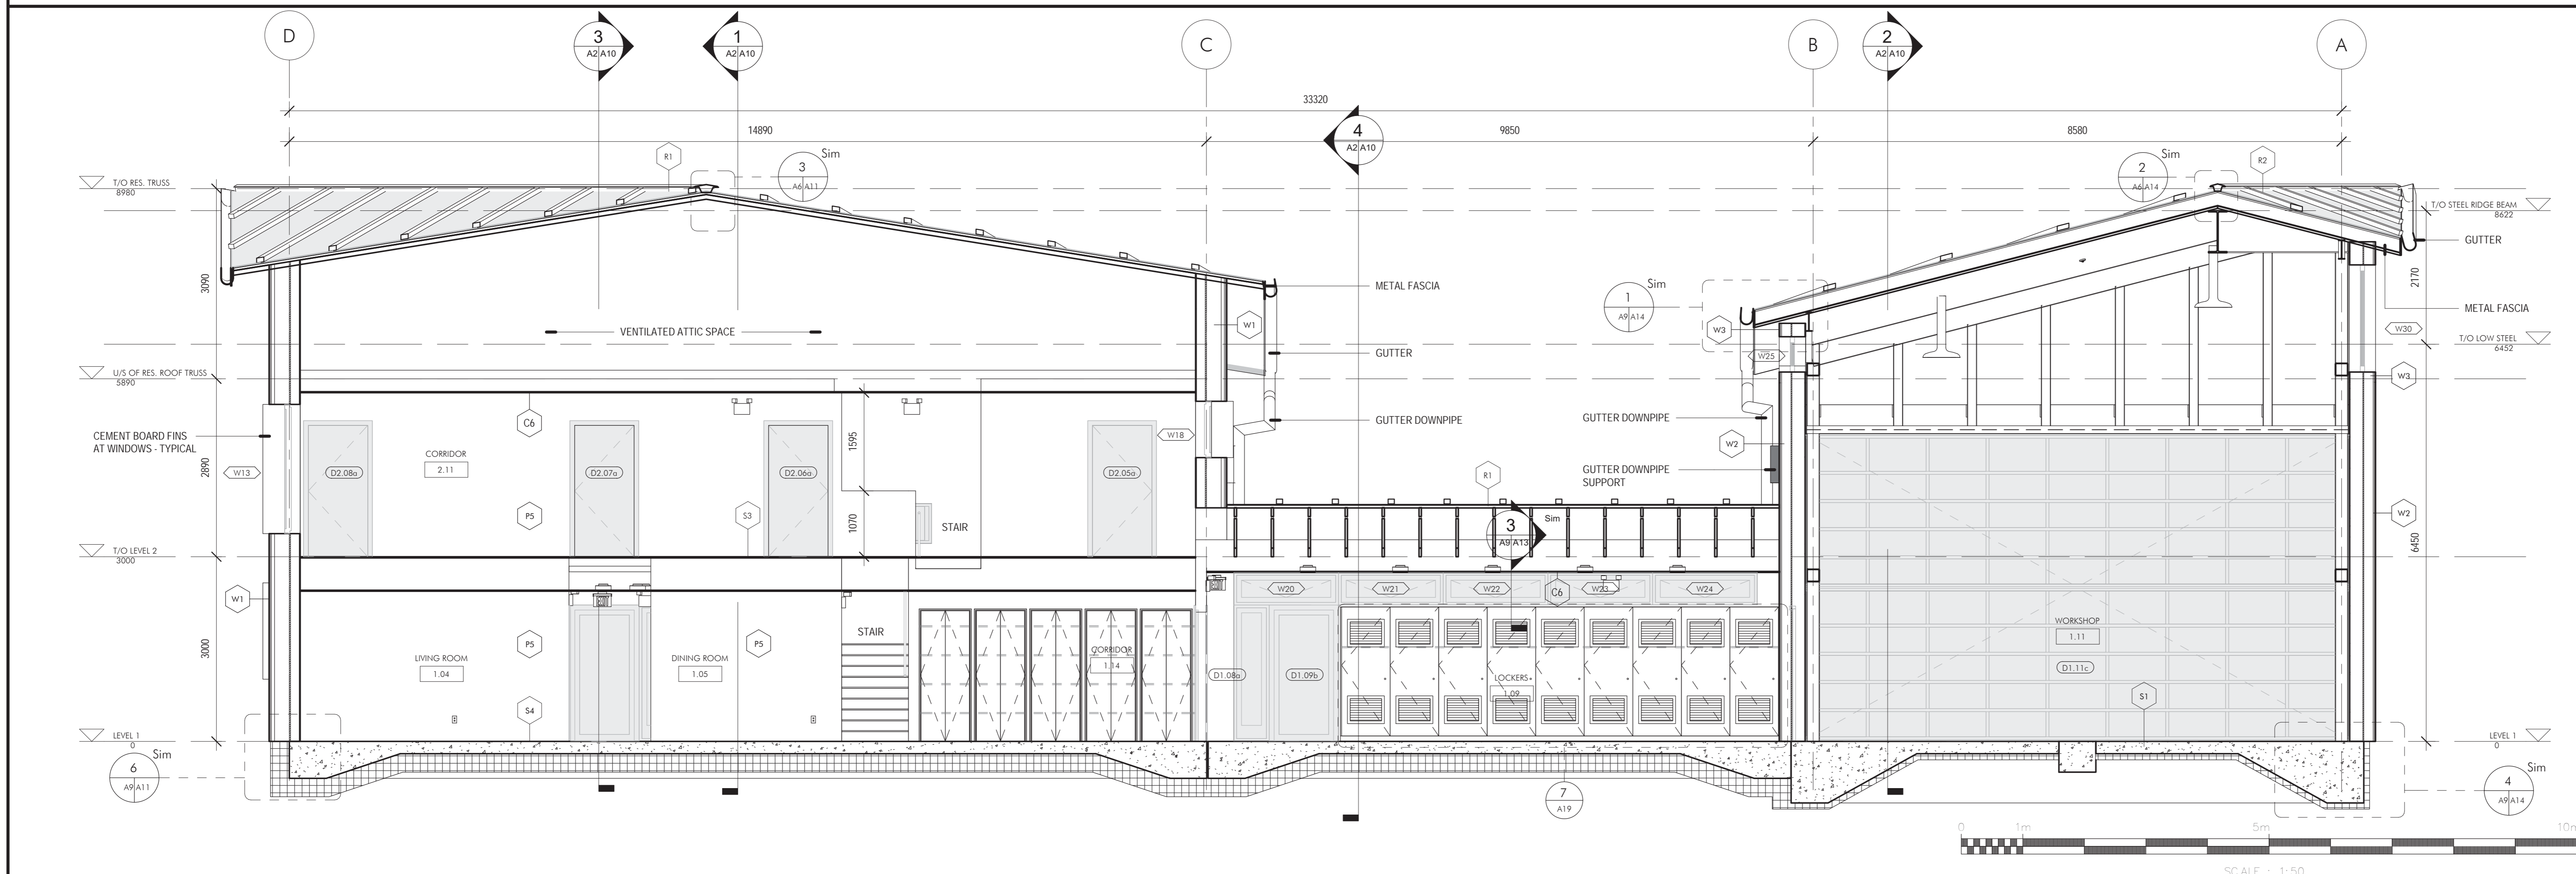 D
3
A2 A10
1
A2 A10
C
B
2
A2 A10
A
33320
14890
4
A2 A10
9850
8580
R1
3
A6 A11
Sim
2
A6 A14
Sim
R2
T/O RES. TRUSS
8980
T/O STEEL RIDGE BEAM
8622
GUTTER
3090
METAL FASCIA
1
A9 A14
Sim
2170
METAL FASCIA
VENTILATED ATTIC SPACE
W1
W3
W30
GUTTER
W25
T/O LOW STEEL
6452
U/S OF RES. ROOF TRUSS
5890
W3
C6
GUTTER DOWNPIPE
GUTTER DOWNPIPE
CEMENT BOARD FINS
AT WINDOWS - TYPICAL
1595
W18
W2
CORRIDOR
2.11
2890
W13
D2.08a
D2.07a
D2.06a
D2.05a
GUTTER DOWNPIPE
SUPPORT
R1
P5
S3
1070
STAIR
3
A9 A13
Sim
W2
6450
T/O LEVEL 2
3000
EXIT
W20
W21
W22
C6
W23
W24
W1
EXIT
3000
P5
P5
STAIR
WORKSHOP
1.11
LIVING ROOM
1.04
DINING ROOM
1.05
CORRIDOR
1.14
D1.08a
D1.09b
LOCKERS
1.09
D1.11c
S4
S1
LEVEL 1
0
LEVEL 1
0
6
A9 A11
Sim
7
A19
4
A9 A14
Sim
0 1m 5m 10m
SCALE : 1:50